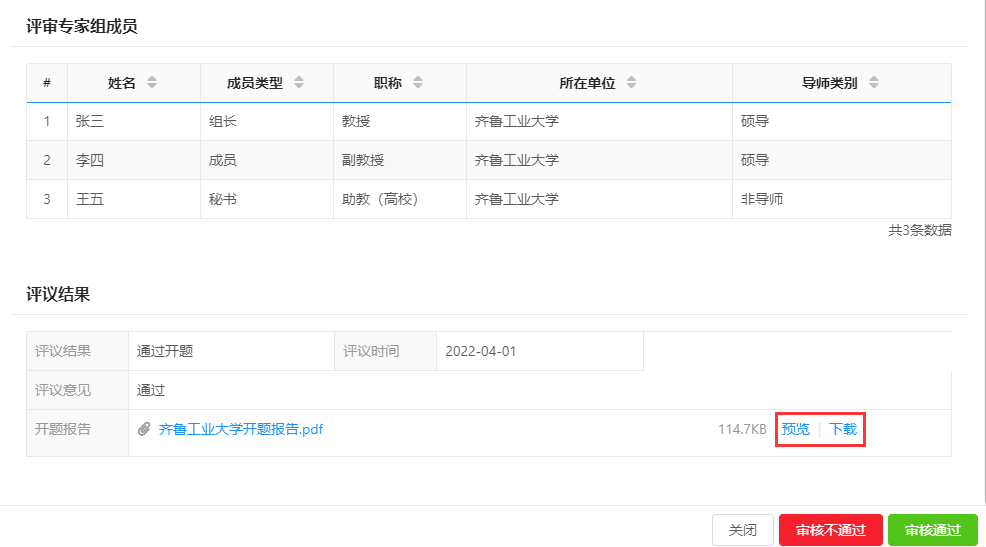 评审专家组成员
# 姓名 成员类型 职称 所在单位 导师类别
1 张三 组长 教授 齐鲁工业大学 硕导
2 李四 成员 副教授 齐鲁工业大学 硕导
3 王五 秘书 助教（高校） 齐鲁工业大学 非导师
共3条数据
评议结果
评议结果 通过开题 评议时间 2022-04-01
评议意见 通过
开题报告 齐鲁工业大学开题报告.pdf 114.7KB 预览 | 下载
关闭 审核不通过 审核通过